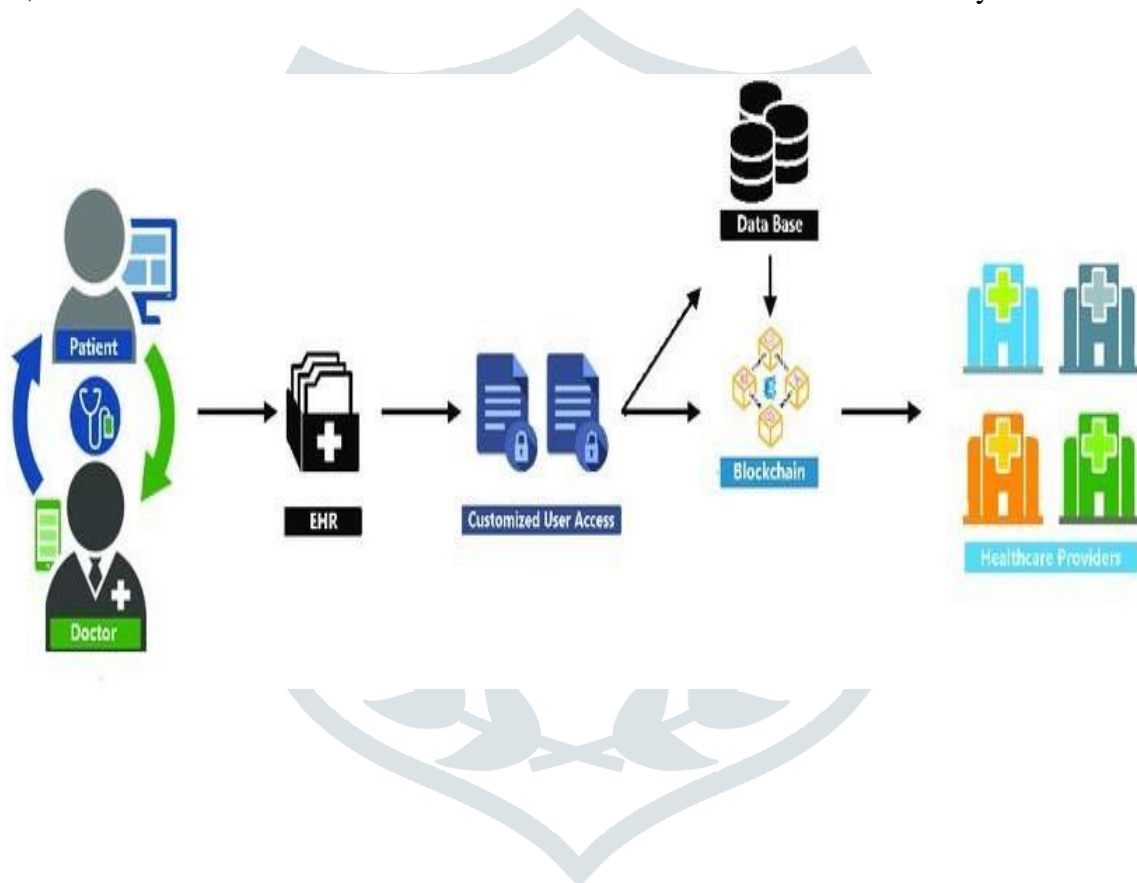 Data Base
Patient
Blockchain
EHR
Customized User Access
Healthcare Providers
Doctor